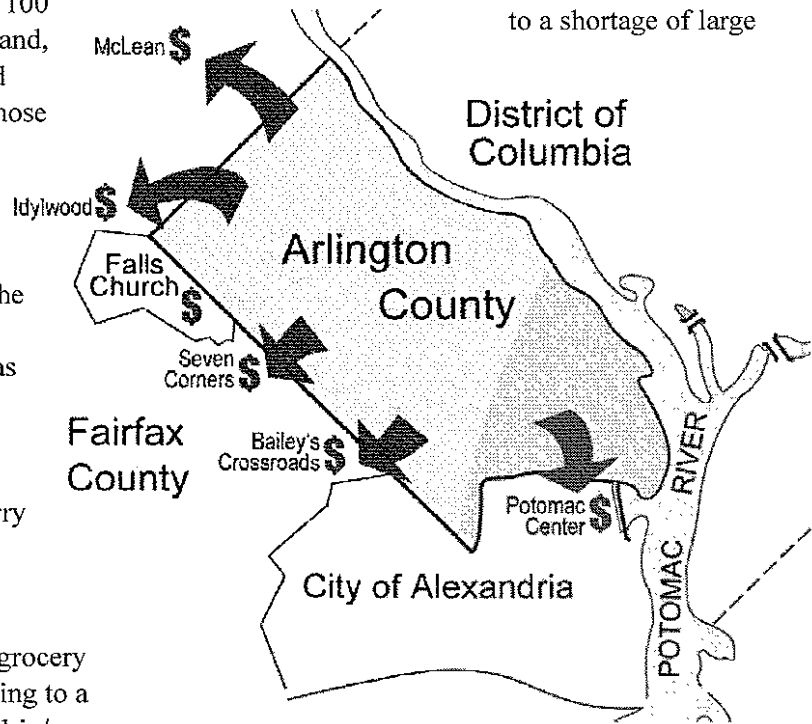 100
and,
d
hose
he
as
rry
grocery
ing to a
to a shortage of large
McLean $
District of
Columbia
Idylwood $
Arlington
County
Falls
Church $
Seven
Corners $
Fairfax
County
Bailey's
Crossroads $
Potomac
Center $
City of Alexandria
POTOMAC
RIVER